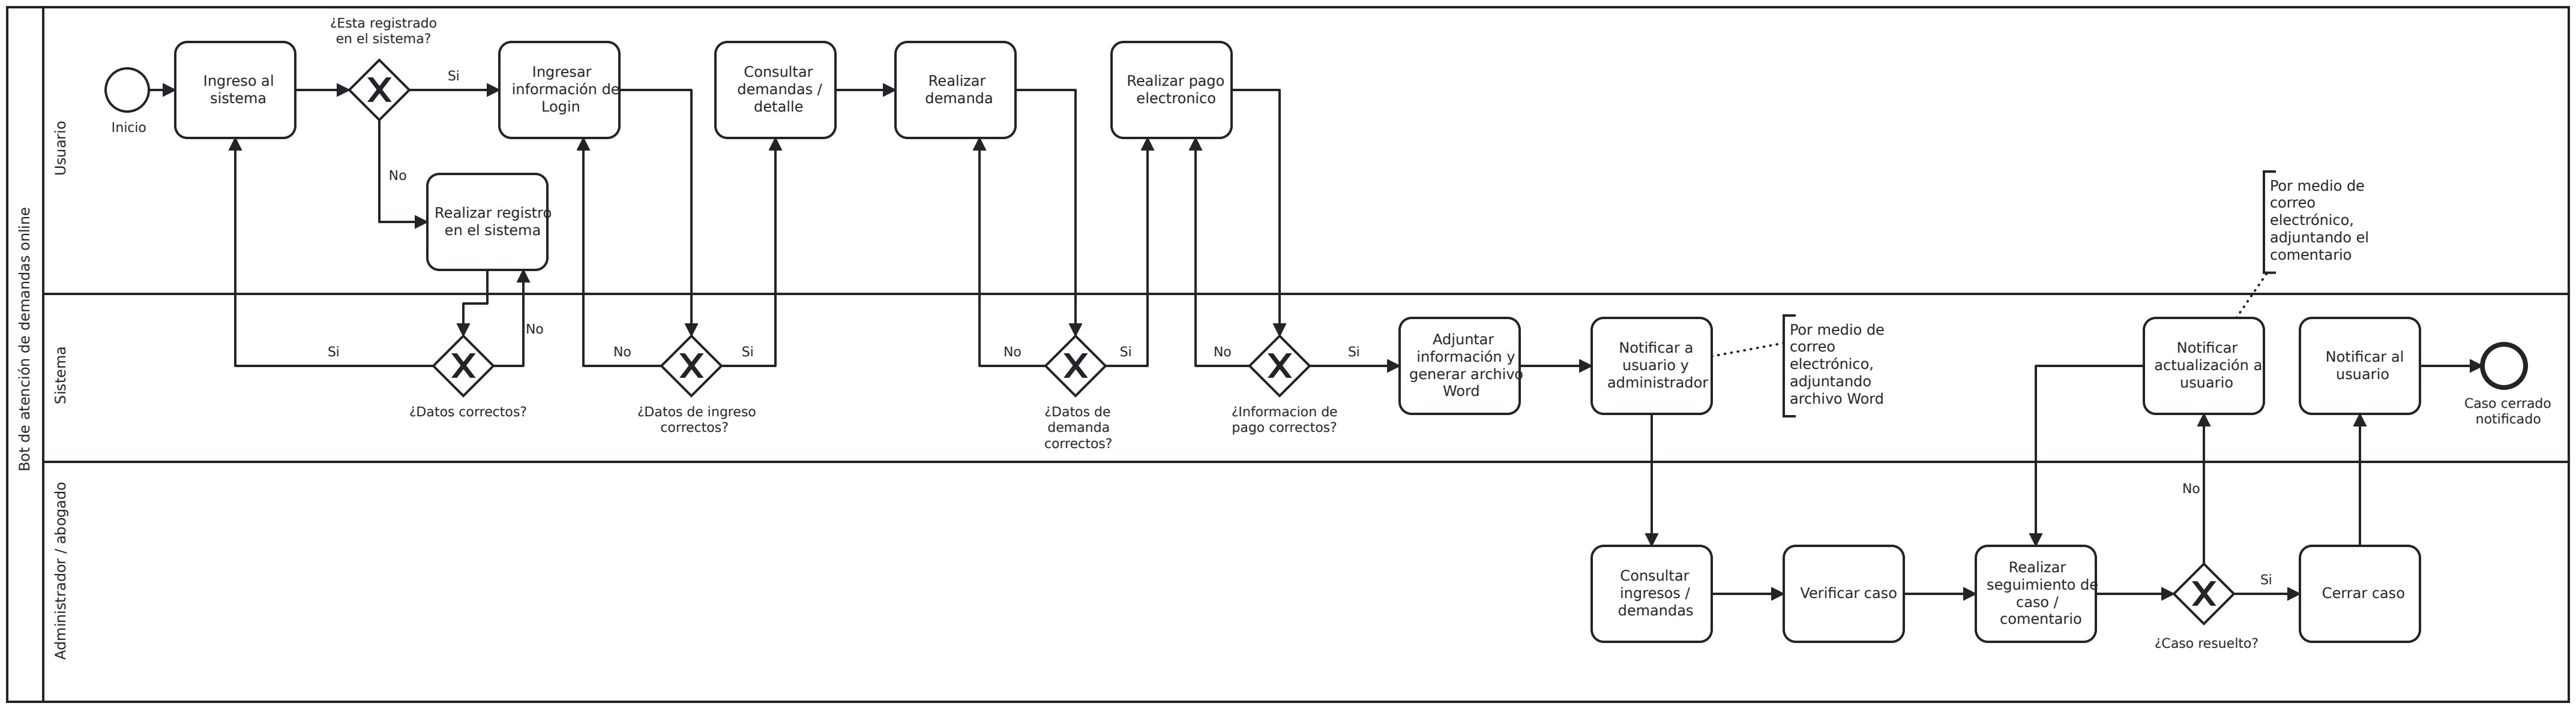 Bot de atención de demandas online
Usuario
Inicio
Ingreso al
sistema
¿Esta registrado
en el sistema?
Si
No
Ingresar
información de
Login
Realizar registro
en el sistema
Consultar
demandas /
detalle
Realizar
demanda
Realizar pago
electronico
Por medio de
correo
electrónico,
adjuntando el
comentario
Sistema
Si
No
¿Datos correctos?
No
Si
¿Datos de ingreso
correctos?
No
Si
¿Datos de
demanda
correctos?
No
Si
¿Informacion de
pago correctos?
Adjuntar
información y
generar archivo
Word
Notificar a
usuario y
administrador
Por medio de
correo
electrónico,
adjuntando
archivo Word
Notificar
actualización a
usuario
Notificar al
usuario
Caso cerrado
notificado
Administrador / abogado
Consultar
ingresos /
demandas
Verificar caso
Realizar
seguimiento de
caso /
comentario
No
Si
¿Caso resuelto?
Cerrar caso